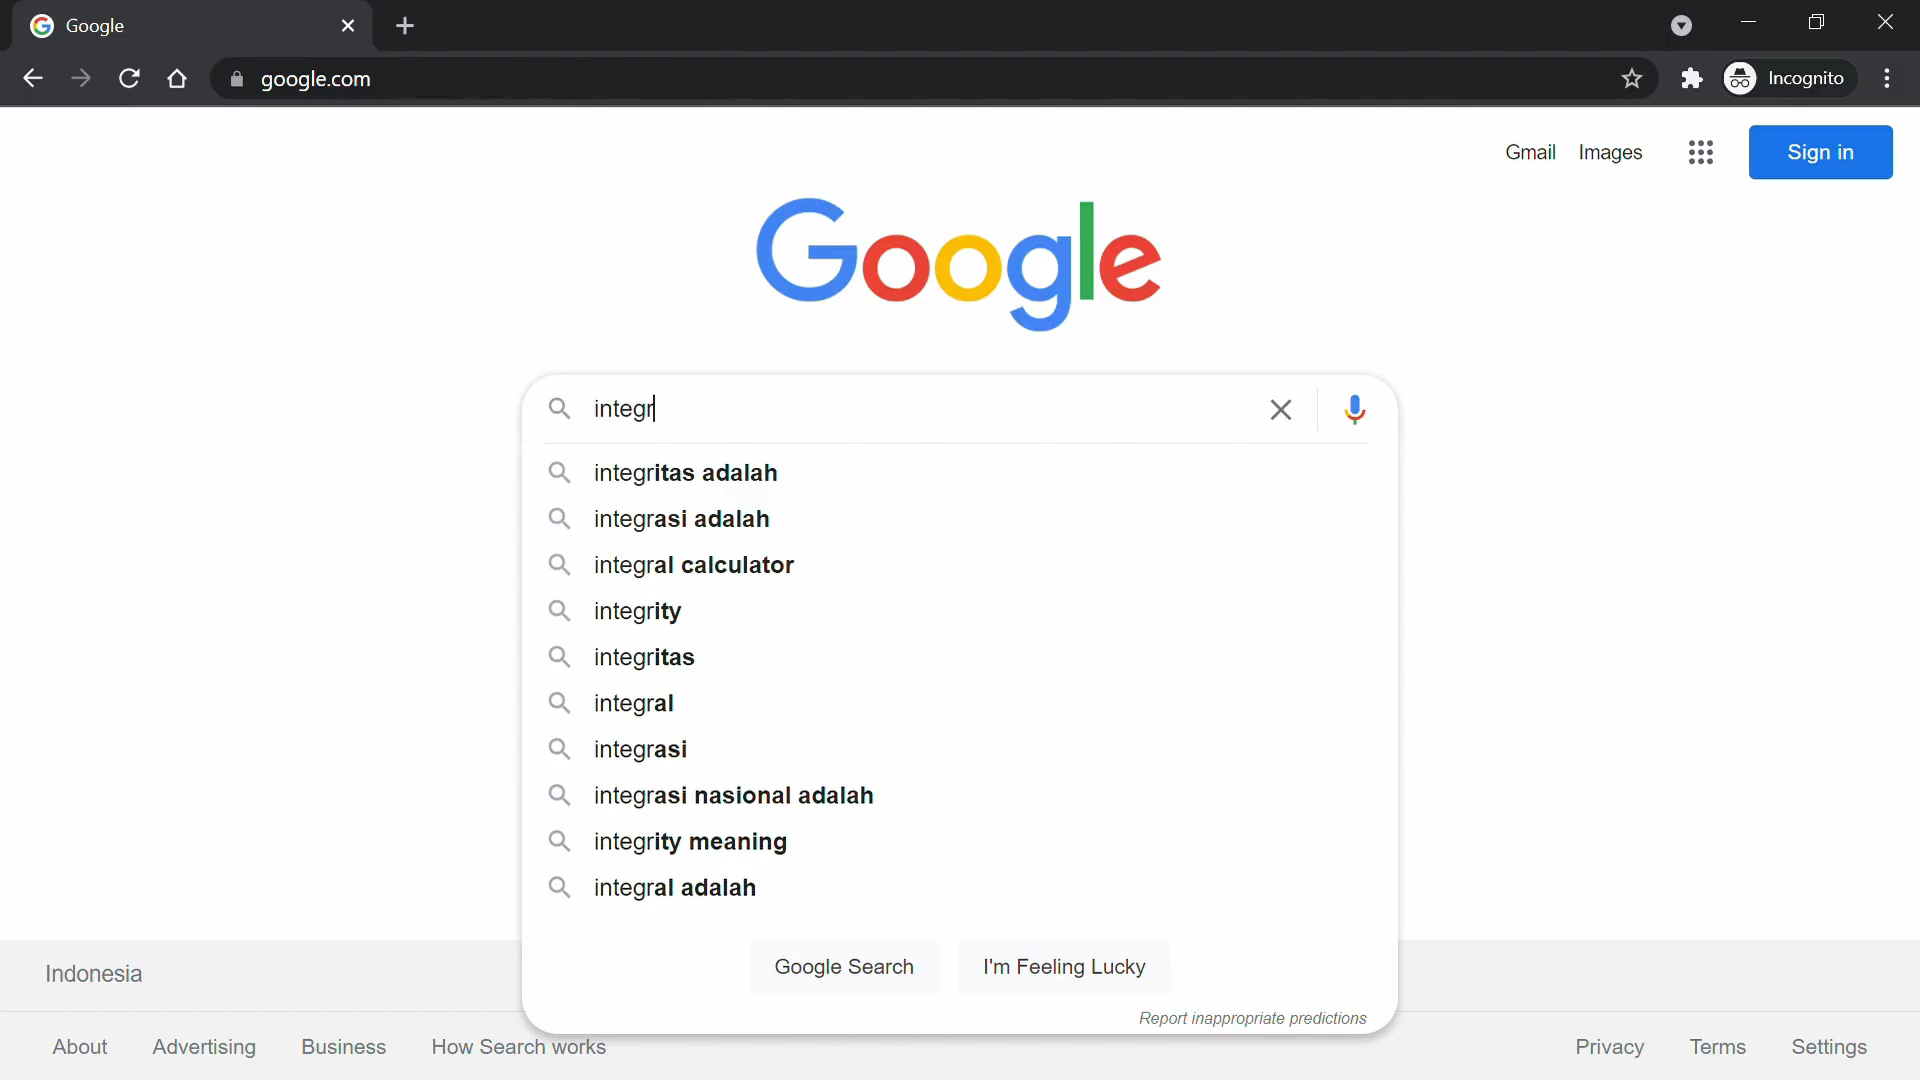 Google
google.com
Incognito
Gmail Images Sign in
Google
integr
integritas adalah
integrasi adalah
integral calculator
integrity
integritas
integral
integrasi
integrasi nasional adalah
integrity meaning
integral adalah
Google Search I'm Feeling Lucky
Report inappropriate predictions
Indonesia
About Advertising Business How Search works Privacy Terms Settings